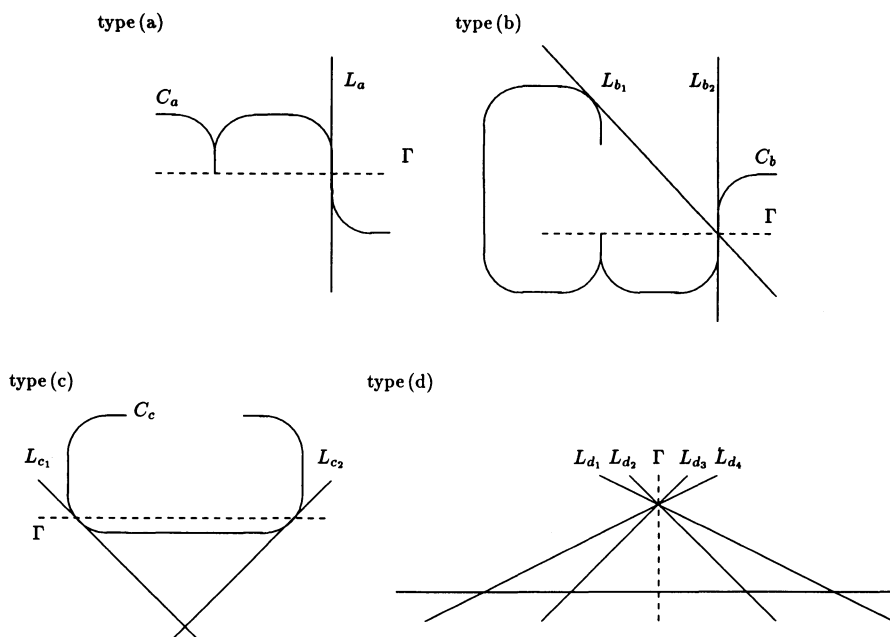 type (a)
type (b)
L_a
L_{b_1}
L_{b_2}
C_a
C_b
Γ
Γ
type (c)
type (d)
C_c
L_{c_1}
L_{c_2}
L_{d_1} L_{d_2} Γ L_{d_3} L_{d_4}
Γ